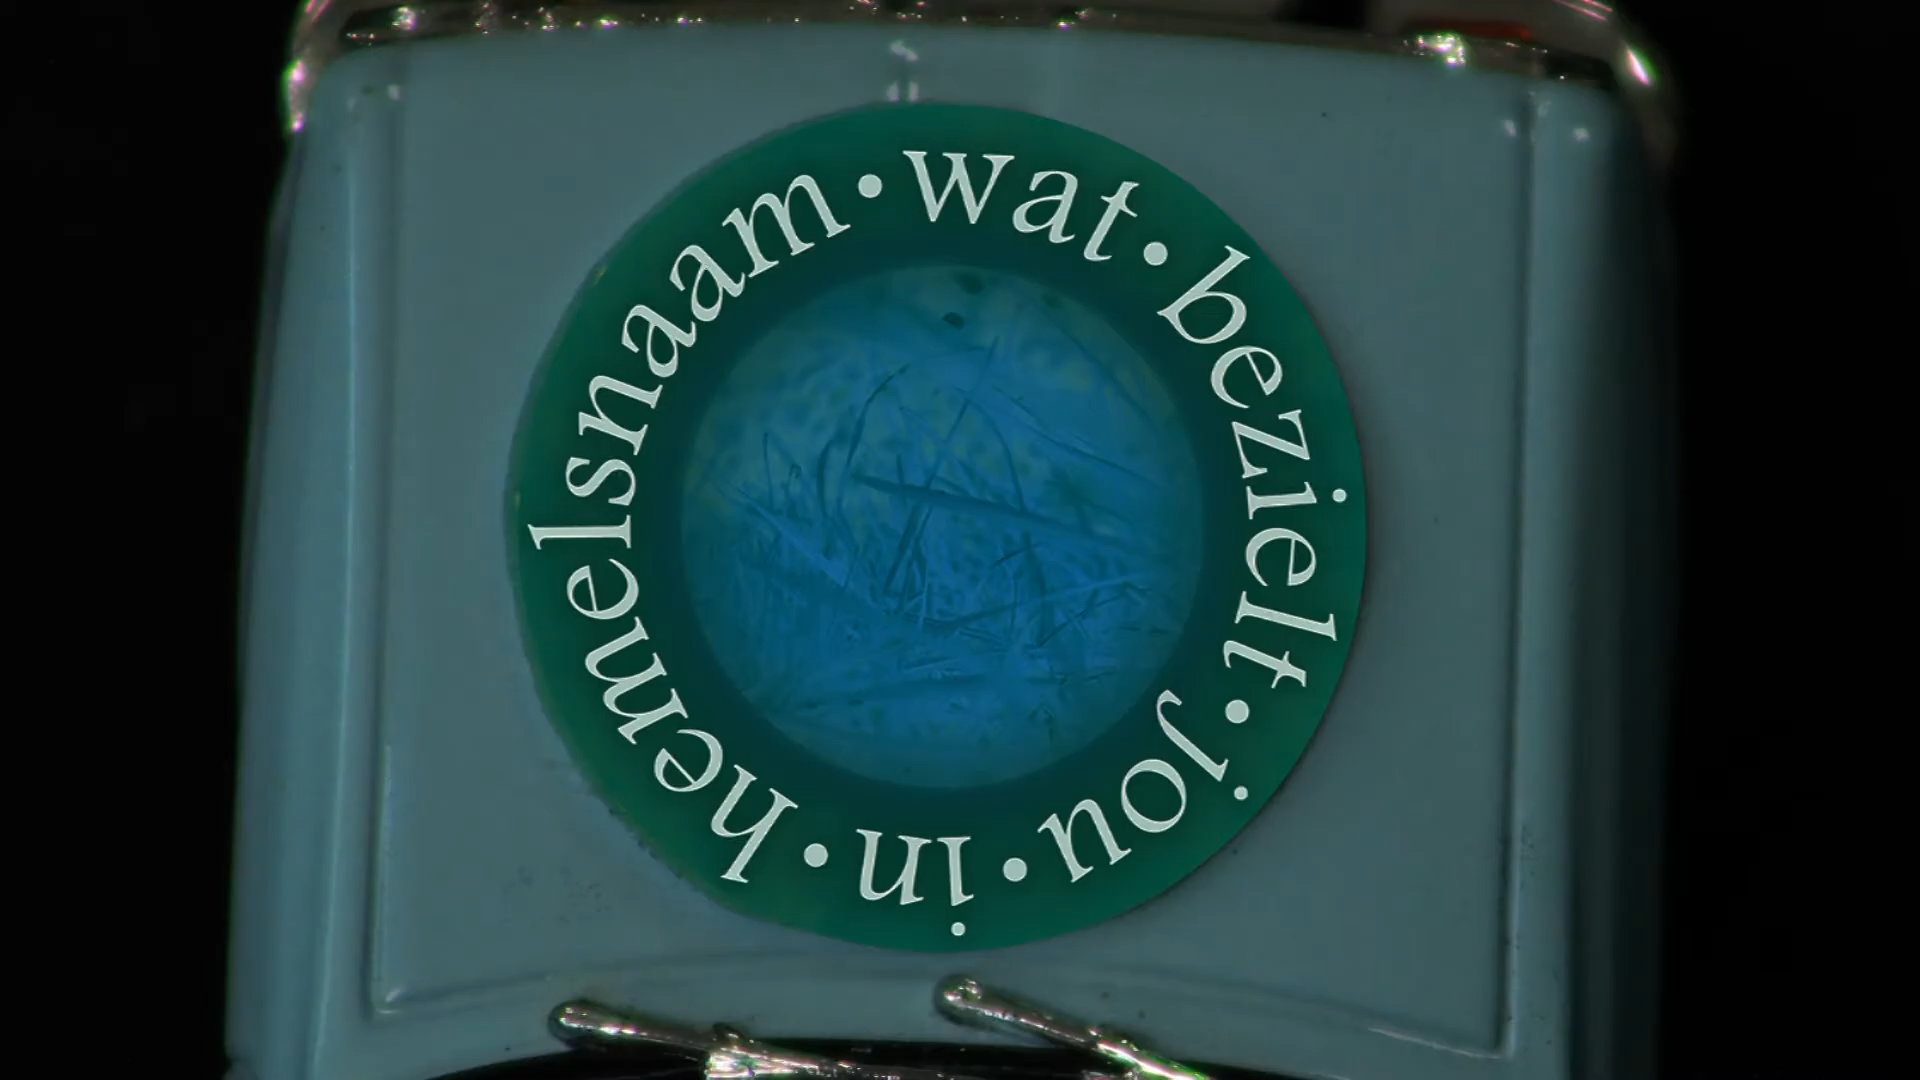 wat • bezielt • jou • in • hemelsnaam •